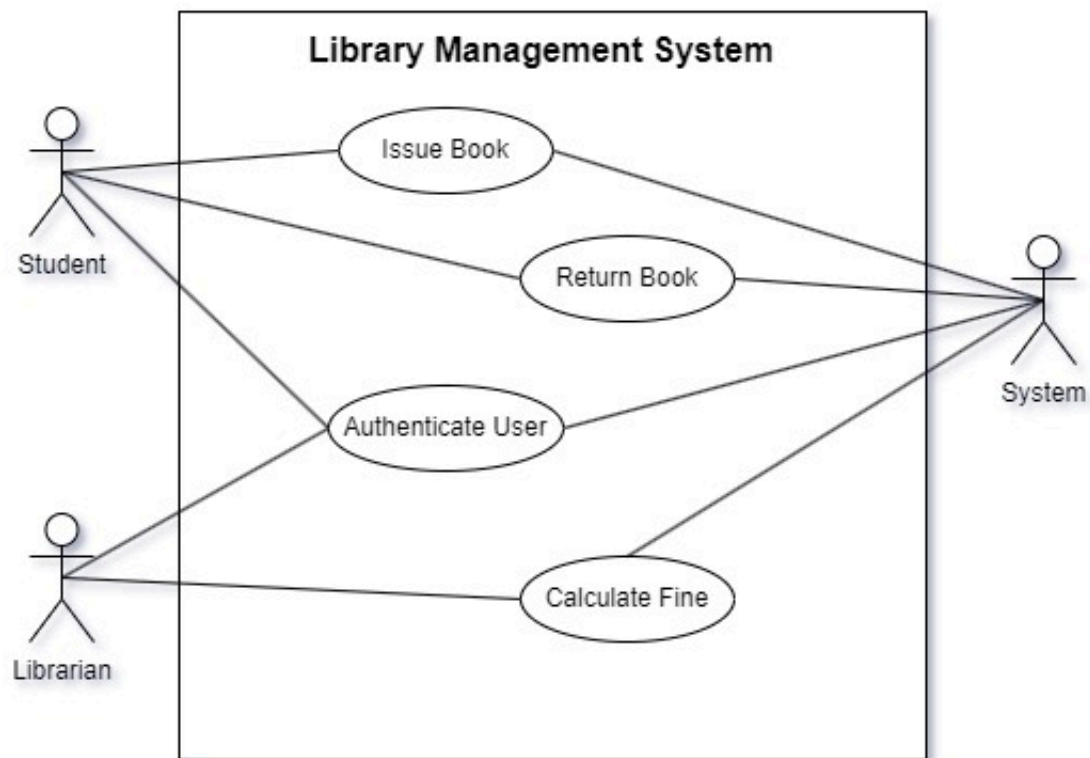 Library Management System
Issue Book
Student
Return Book
System
Authenticate User
Calculate Fine
Librarian